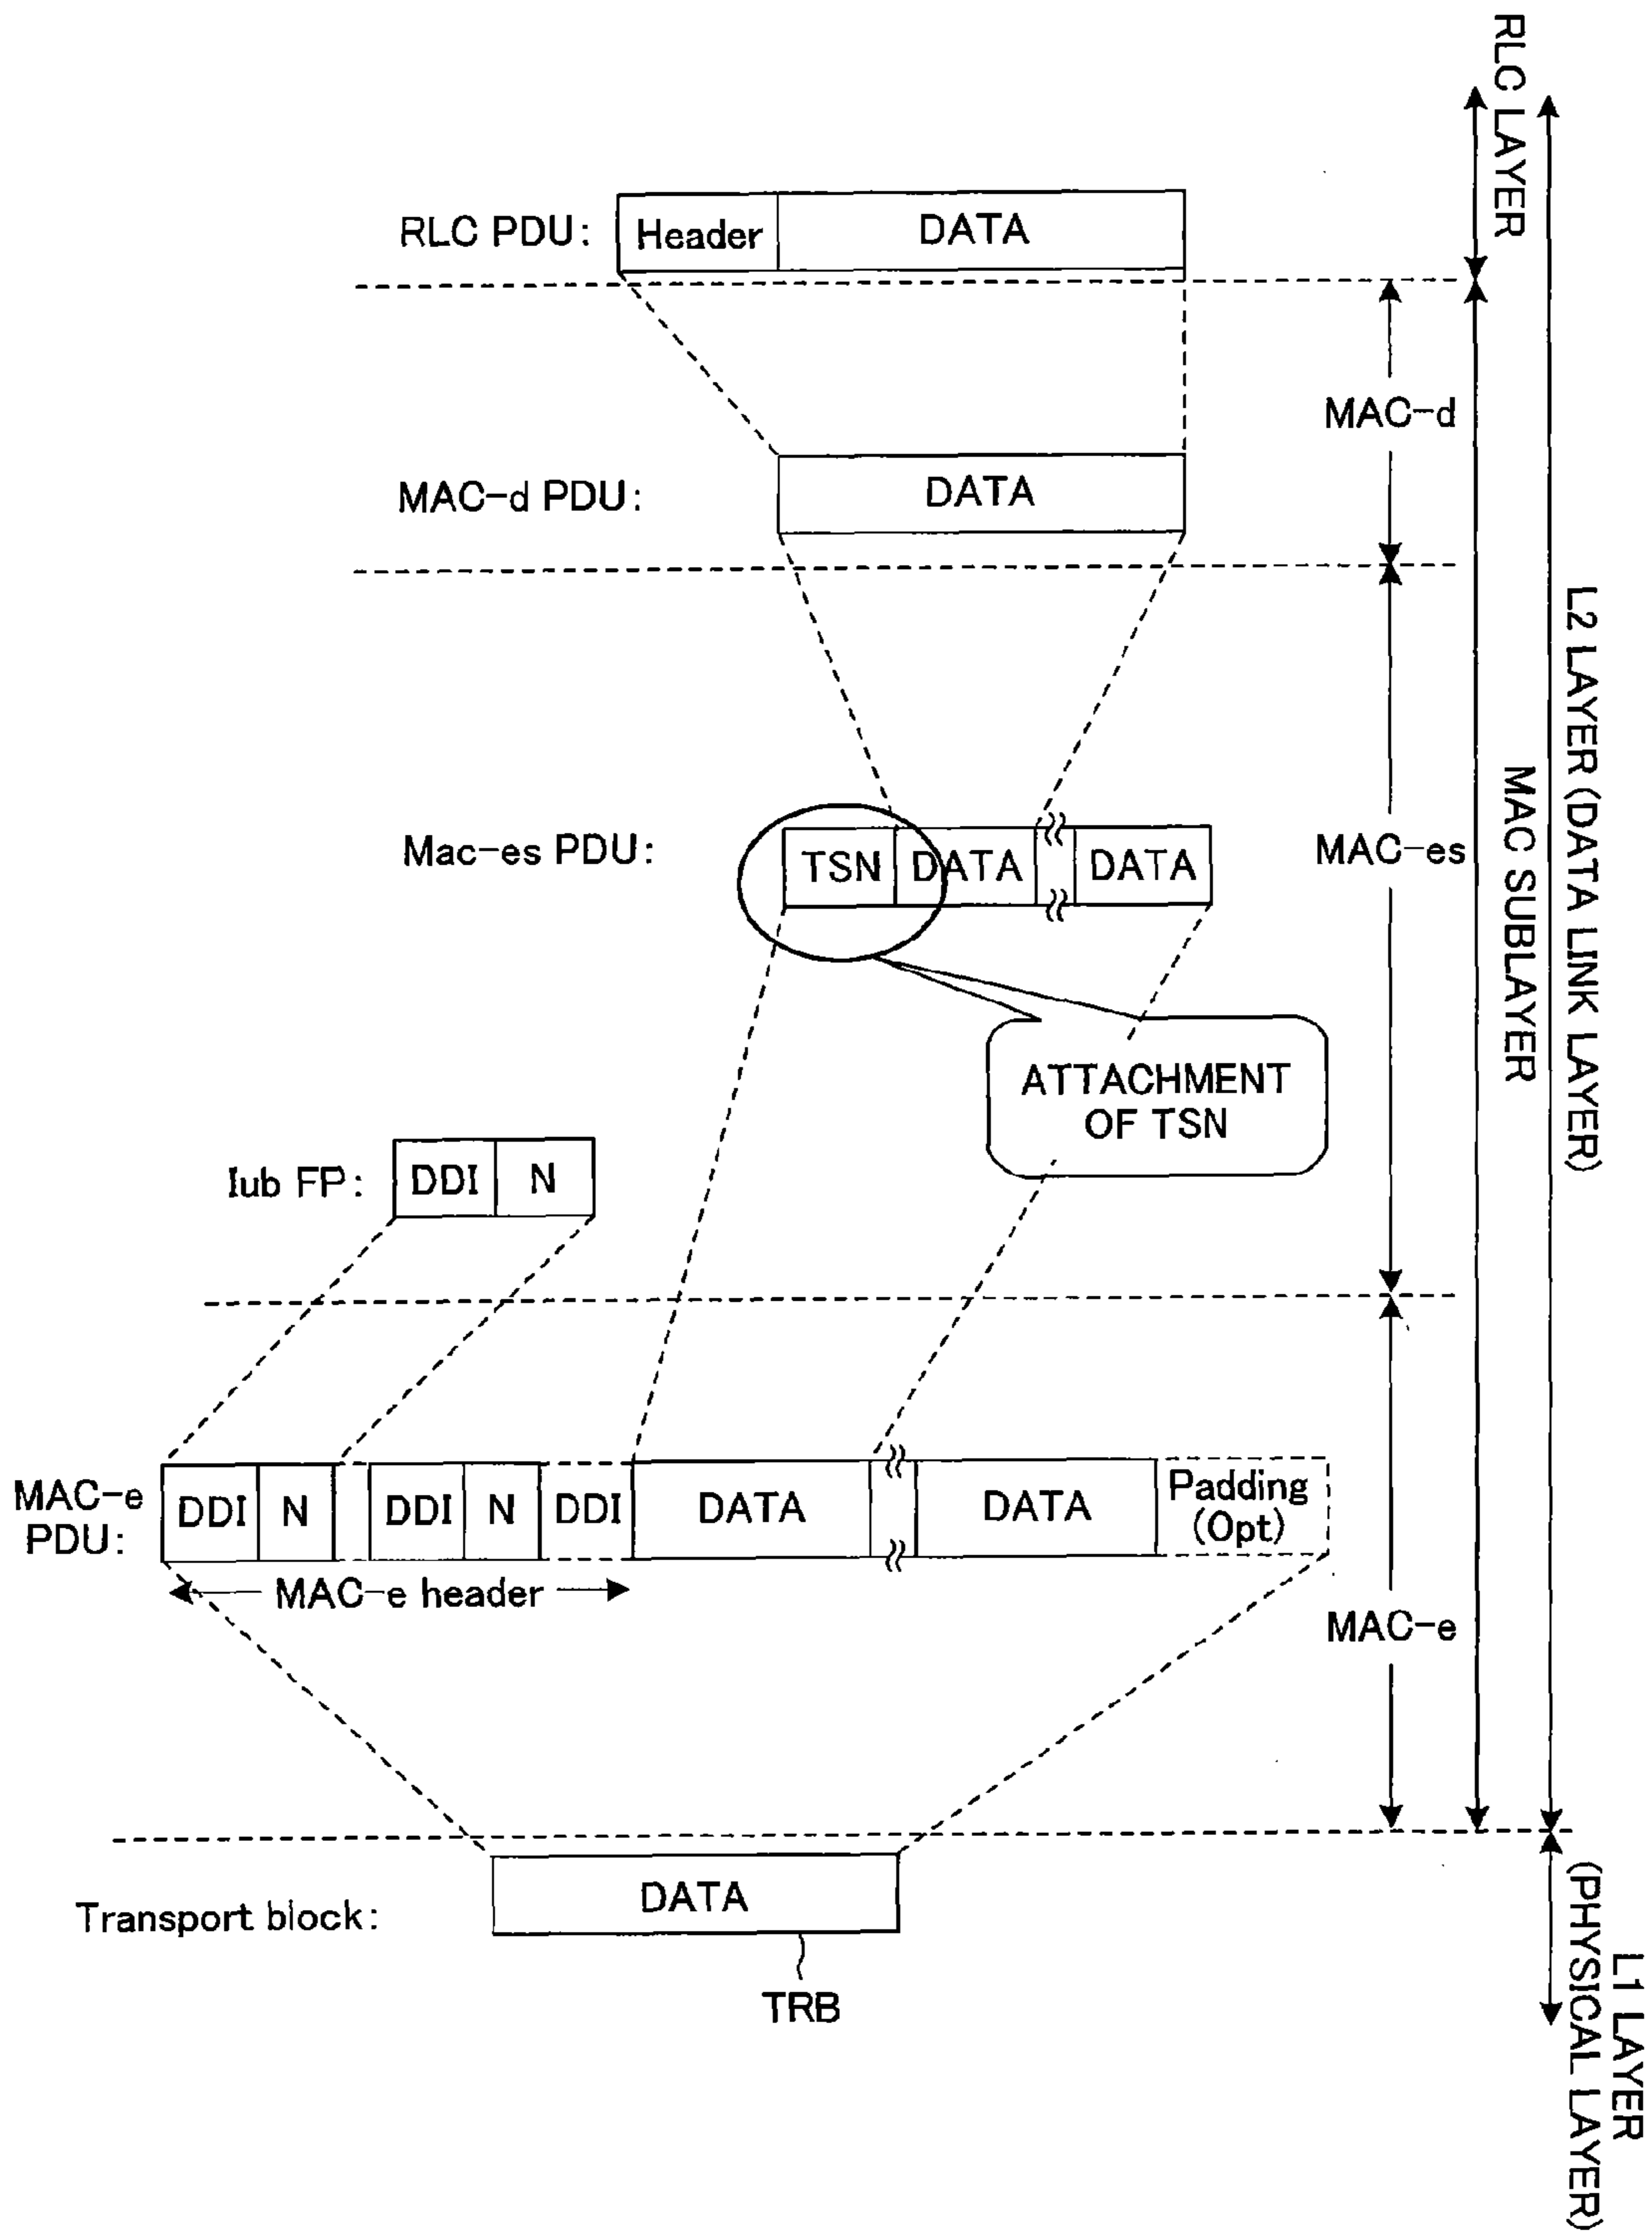 RLC LAYER
RLC PDU: Header DATA
MAC-d
MAC-d PDU: DATA
L2 LAYER (DATA LINK LAYER)
MAC SUBLAYER
Mac-es PDU: TSN DATA DATA
MAC-es
ATTACHMENT
OF TSN
Iub FP: DDI N
MAC-e
PDU:
DDI N DDI N DDI DATA DATA
Padding
(Opt)
MAC-e header
MAC-e
Transport block: DATA
TRB
L1 LAYER
(PHYSICAL LAYER)